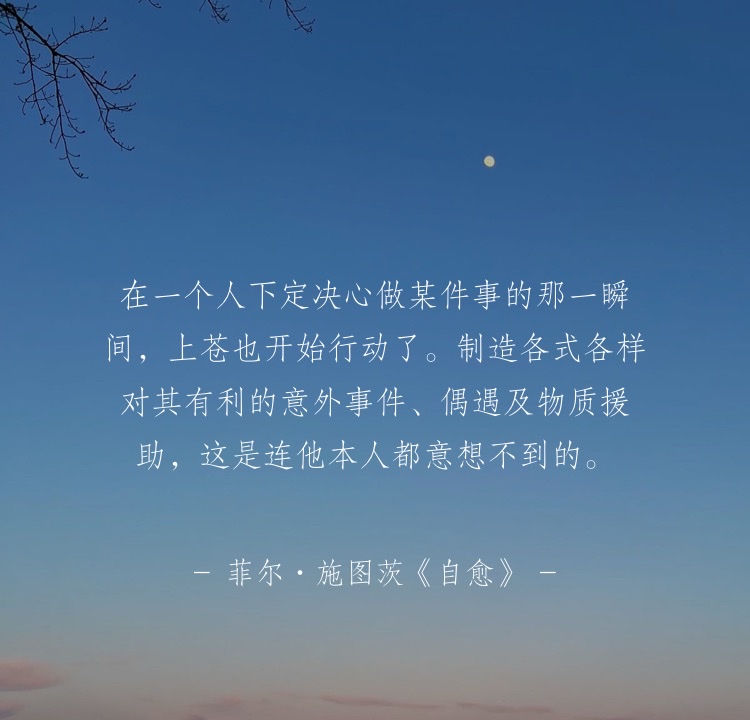 在一个人下定决心做某件事的那一瞬
间，上苍也开始行动了。制造各式各样
对其有利的意外事件、偶遇及物质援
助，这是连他本人都意想不到的。
– 菲尔·施图茨《自愈》 –